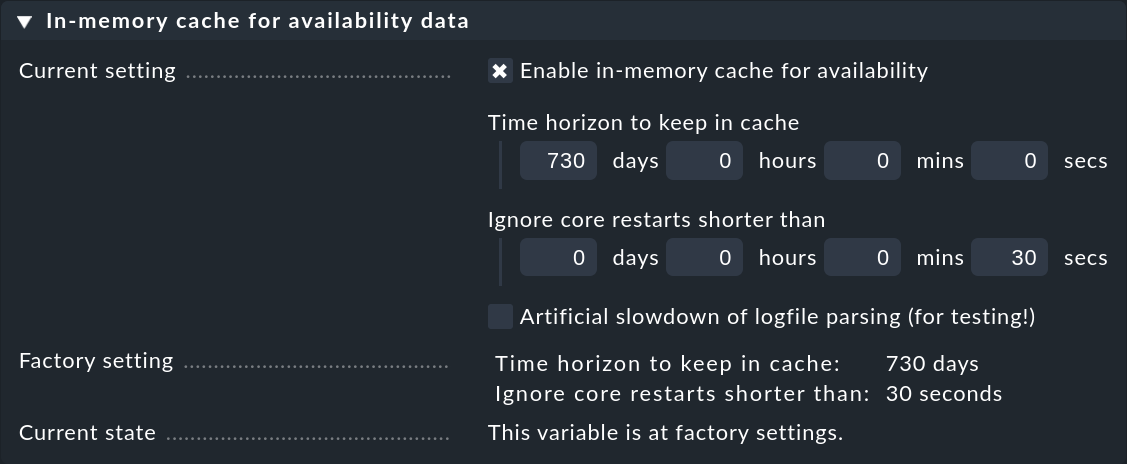 In-memory cache for availability data
Current setting
Enable in-memory cache for availability
Time horizon to keep in cache
730 days 0 hours 0 mins 0 secs
Ignore core restarts shorter than
0 days 0 hours 0 mins 30 secs
Artificial slowdown of logfile parsing (for testing!)
Factory setting
Time horizon to keep in cache: 730 days
Ignore core restarts shorter than: 30 seconds
Current state This variable is at factory settings.